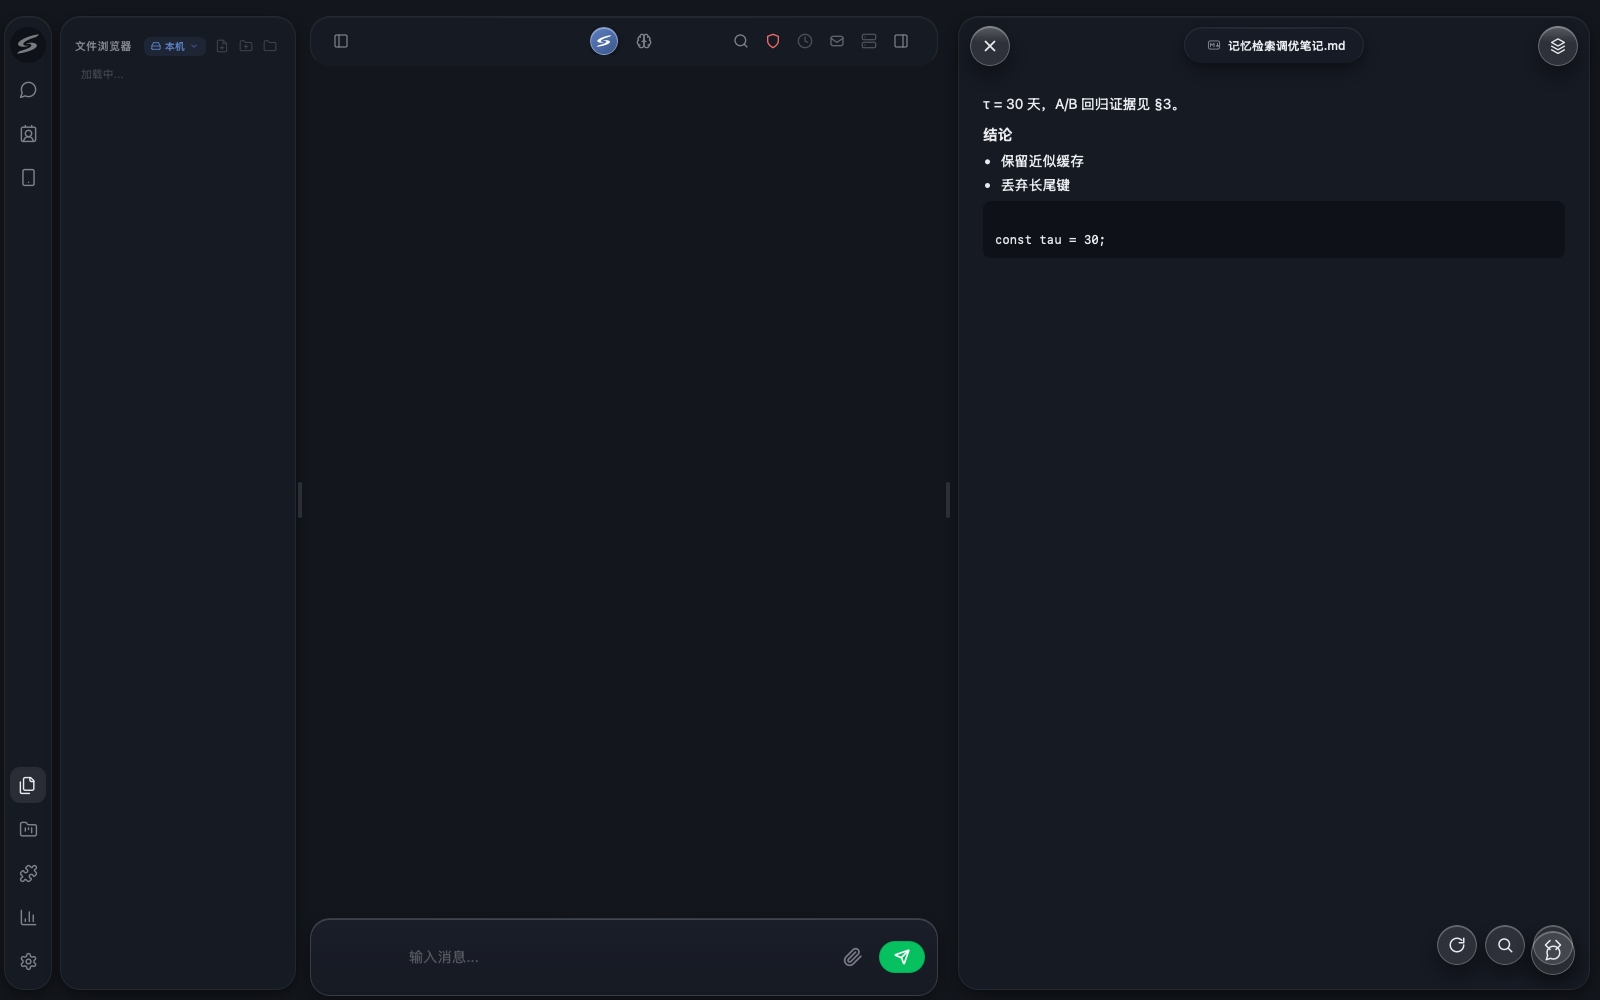 文件浏览器
本机
加载中...
输入消息...
记忆检索调优笔记.md
τ = 30 天，A/B 回归证据见 §3。
结论
• 保留近似缓存
• 丢弃长尾键
const tau = 30;